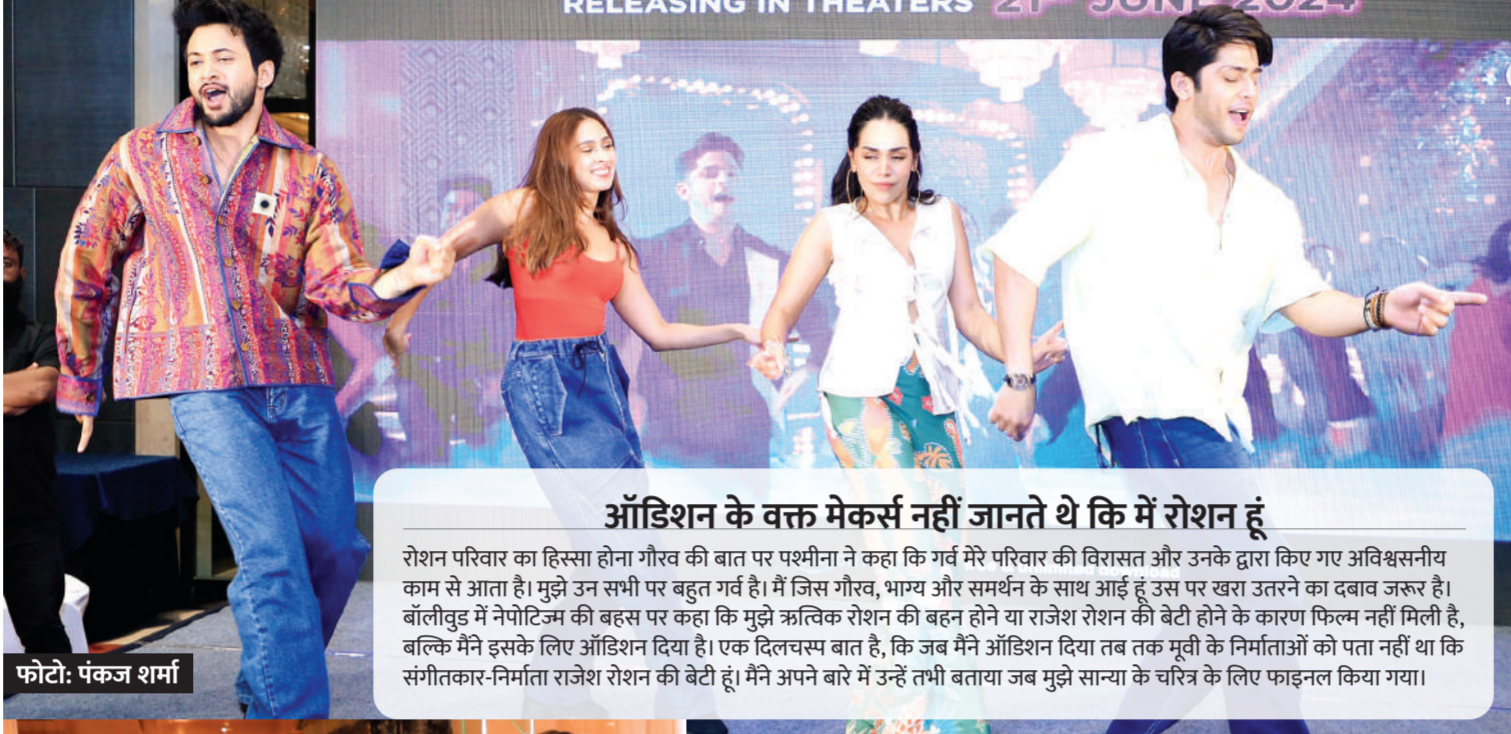 RELEASING IN THEATERS 21ST JUNE 2024
ऑडिशन के वक्त मेकर्स नहीं जानते थे कि में रोशन हूं
रोशन परिवार का हिस्सा होना गौरव की बात पर पश्मीना ने कहा कि गर्व मेरे परिवार की विरासत और उनके द्वारा किए गए अविश्वसनीय
काम से आता है। मुझे उन सभी पर बहुत गर्व है। मैं जिस गौरव, भाग्य और समर्थन के साथ आई हूं उस पर खरा उतरने का दबाव जरूर है।
बॉलीवुड में नेपोटिज्म की बहस पर कहा कि मुझे ऋत्विक रोशन की बहन होने या राजेश रोशन की बेटी होने के कारण फिल्म नहीं मिली है,
बल्कि मैंने इसके लिए ऑडिशन दिया है। एक दिलचस्प बात है, कि जब मैंने ऑडिशन दिया तब तक मूवी के निर्माताओं को पता नहीं था कि
संगीतकार-निर्माता राजेश रोशन की बेटी हूं। मैंने अपने बारे में उन्हें तभी बताया जब मुझे सान्या के चरित्र के लिए फाइनल किया गया।
फोटो: पंकज शर्मा